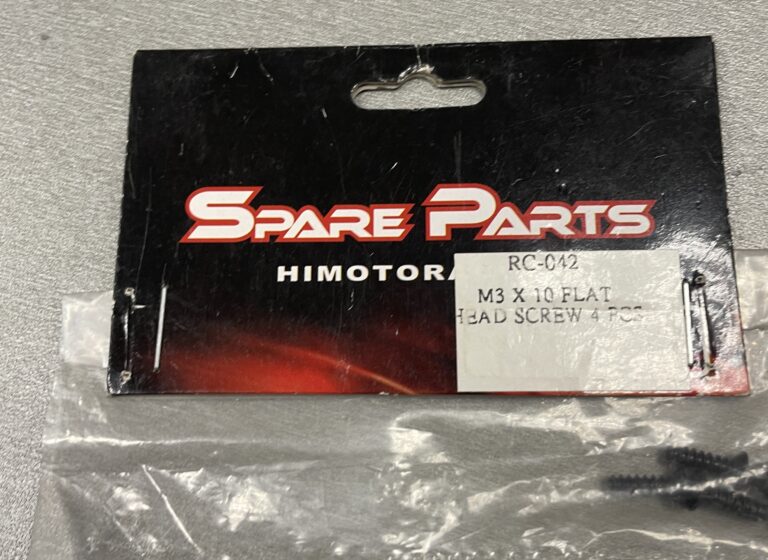 SPARE PARTS
HIMOTORA
RC-042
M3 X 10 FLAT
HEAD SCREW 4 PCS